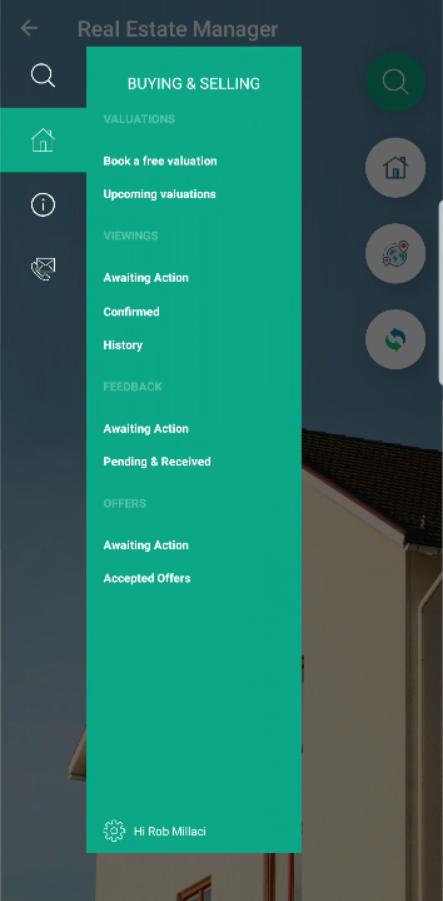 Real Estate Manager
BUYING & SELLING
VALUATIONS
Book a free valuation
Upcoming valuations
VIEWINGS
Awaiting Action
Confirmed
History
FEEDBACK
Awaiting Action
Pending & Received
OFFERS
Awaiting Action
Accepted Offers
Hi Rob Millaci